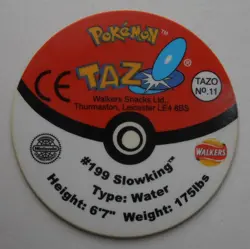 POKéMON™
CE TAZO
TAZO
No.11
Walkers Snacks Ltd.,
Thurmaston, Leicester LE4 8BS
WALKERS
#199 Slowking™
Type: Water
Height: 6'7" Weight: 175lbs